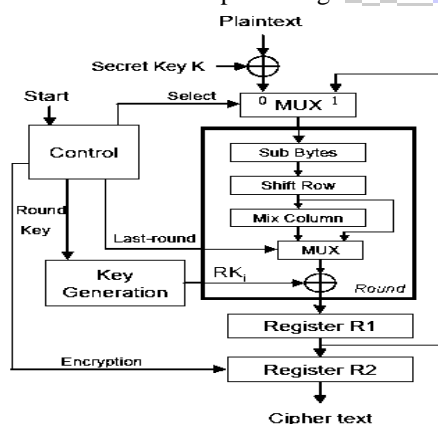 Plaintext
Secret Key K
Start
Select
0 MUX 1
Control
Sub Bytes
Shift Row
Round
Key
Mix Column
Last-round
MUX
Key
Generation
RKi
Round
Register R1
Encryption
Register R2
Cipher text